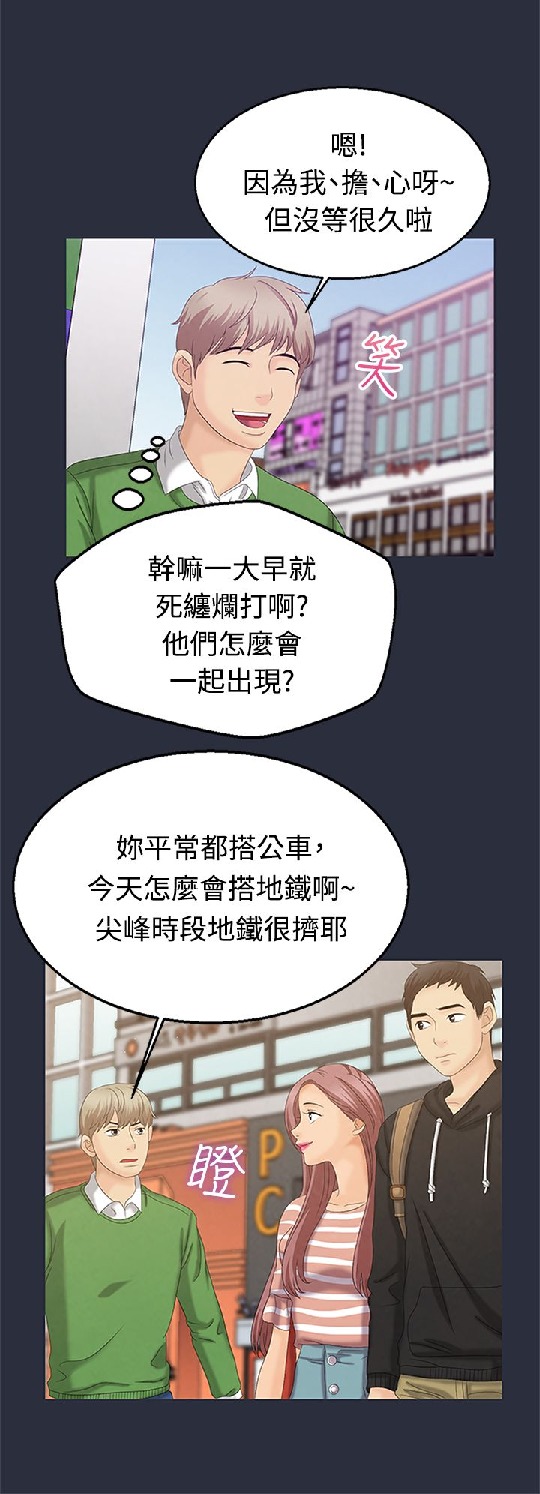 嗯!
因為我、擔、心呀~
但沒等很久啦
笑
幹嘛一大早就
死纏爛打啊?
他們怎麼會
一起出現?
妳平常都搭公車,
今天怎麼會搭地鐵啊~
尖峰時段地鐵很擠耶
瞪
PC